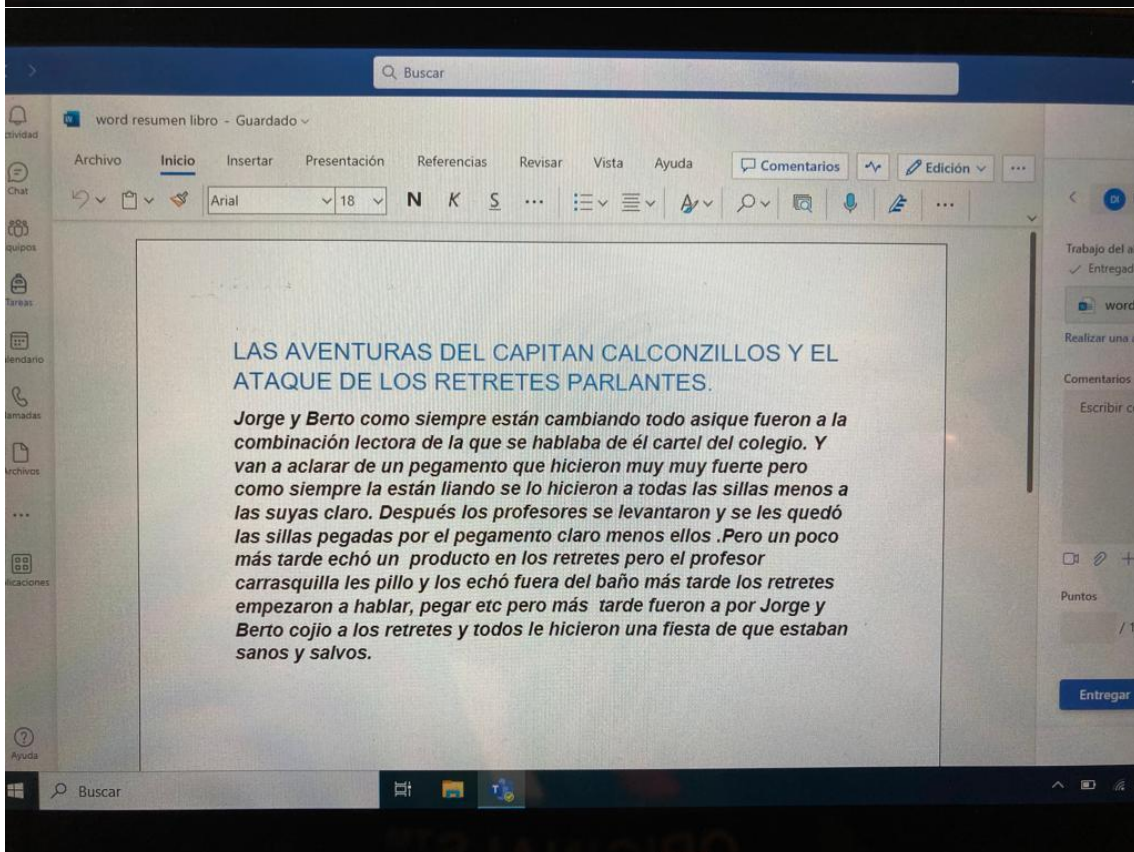 Buscar
word resumen libro - Guardado
Archivo Inicio Insertar Presentación Referencias Revisar Vista Ayuda Comentarios Edición
Arial 18 N K S
Chat
Tareas
Ayuda
LAS AVENTURAS DEL CAPITAN CALCONZILLOS Y EL
ATAQUE DE LOS RETRETES PARLANTES.
Jorge y Berto como siempre están cambiando todo asique fueron a la
combinación lectora de la que se hablaba de él cartel del colegio. Y
van a aclarar de un pegamento que hicieron muy muy fuerte pero
como siempre la están liando se lo hicieron a todas las sillas menos a
las suyas claro. Después los profesores se levantaron y se les quedó
las sillas pegadas por el pegamento claro menos ellos .Pero un poco
más tarde echó un producto en los retretes pero el profesor
carrasquilla les pillo y los echó fuera del baño más tarde los retretes
empezaron a hablar, pegar etc pero más tarde fueron a por Jorge y
Berto cojio a los retretes y todos le hicieron una fiesta de que estaban
sanos y salvos.
DI
Trabajo del a
Entregad
word
Realizar una
Comentarios
Escribir c
Puntos
/ 1
Entregar
Buscar